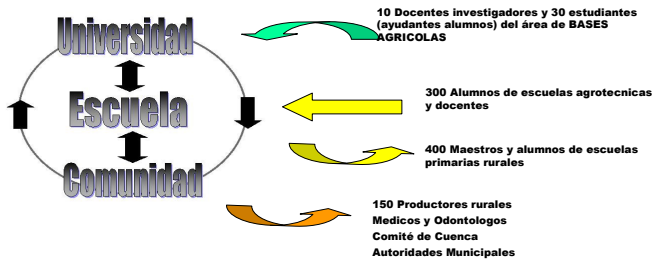 Universidad
Escuela
Comunidad
10 Docentes investigadores y 30 estudiantes
(ayudantes alumnos) del área de BASES
AGRICOLAS
300 Alumnos de escuelas agrotecnicas
y docentes
400 Maestros y alumnos de escuelas
primarias rurales
150 Productores rurales
Medicos y Odontologos
Comité de Cuenca
Autoridades Municipales